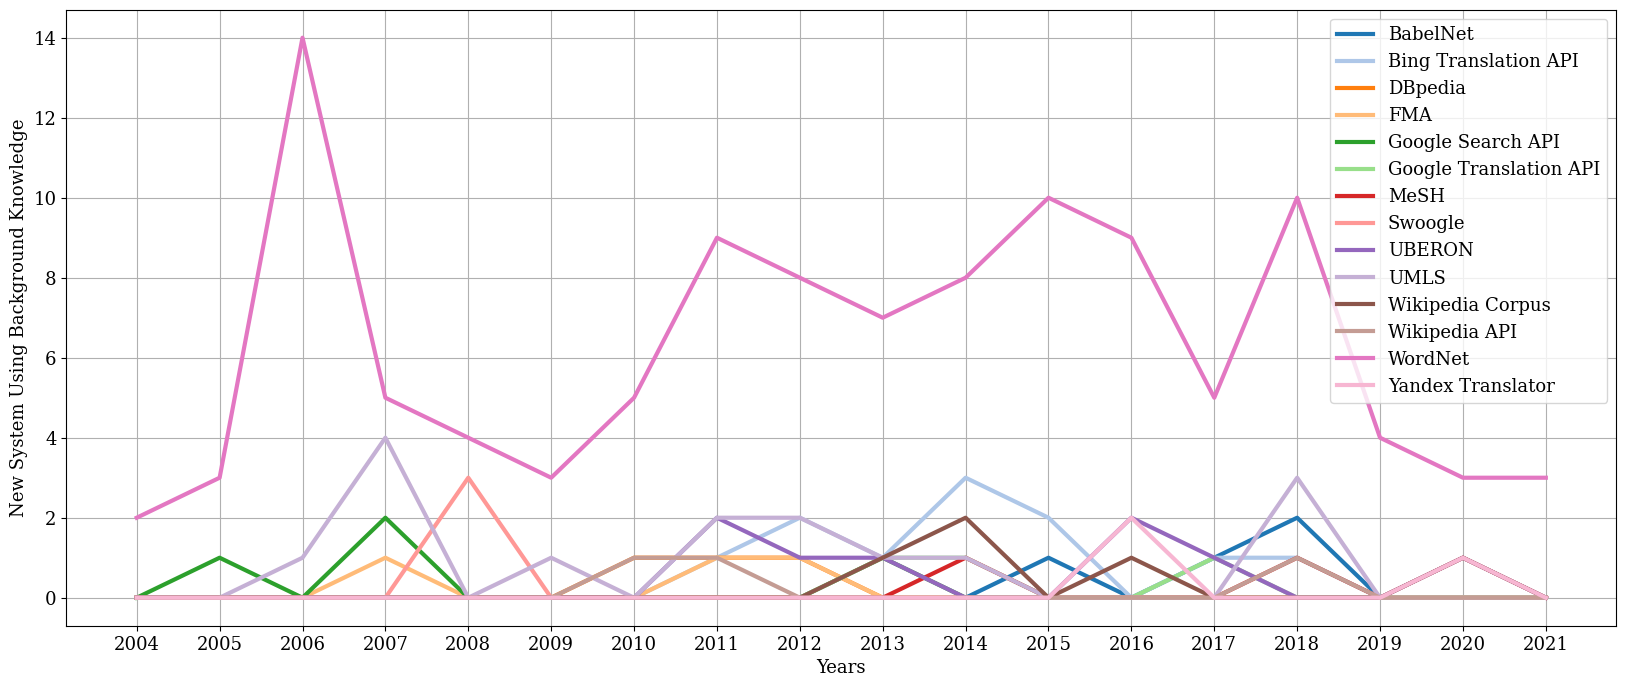 New System Using Background Knowledge
14
12
10
8
6
4
2
0
BabelNet
Bing Translation API
DBpedia
FMA
Google Search API
Google Translation API
MeSH
Swoogle
UBERON
UMLS
Wikipedia Corpus
Wikipedia API
WordNet
Yandex Translator
2004 2005 2006 2007 2008 2009 2010 2011 2012 2013 2014 2015 2016 2017 2018 2019 2020 2021
Years